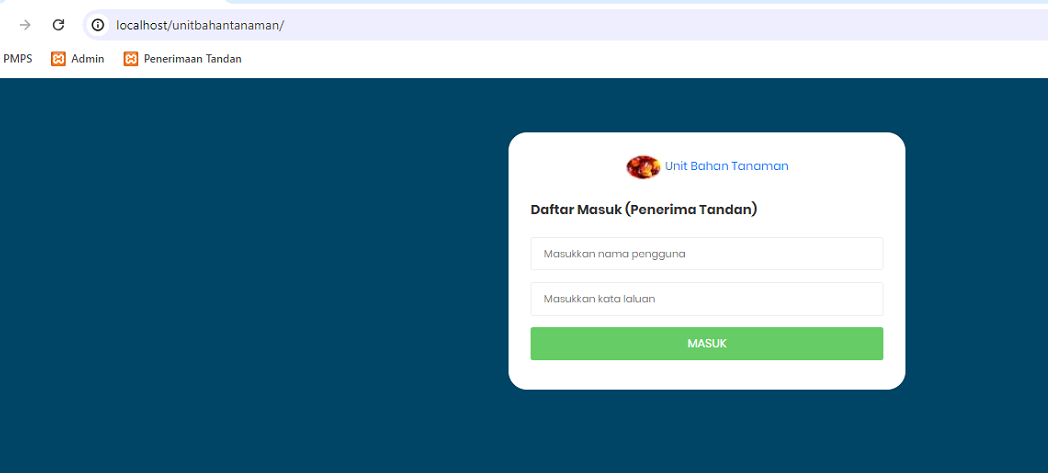 localhost/unitbahantanaman/
PMPS Admin Penerimaan Tandan
Unit Bahan Tanaman
Daftar Masuk (Penerima Tandan)
Masukkan nama pengguna
Masukkan kata laluan
MASUK